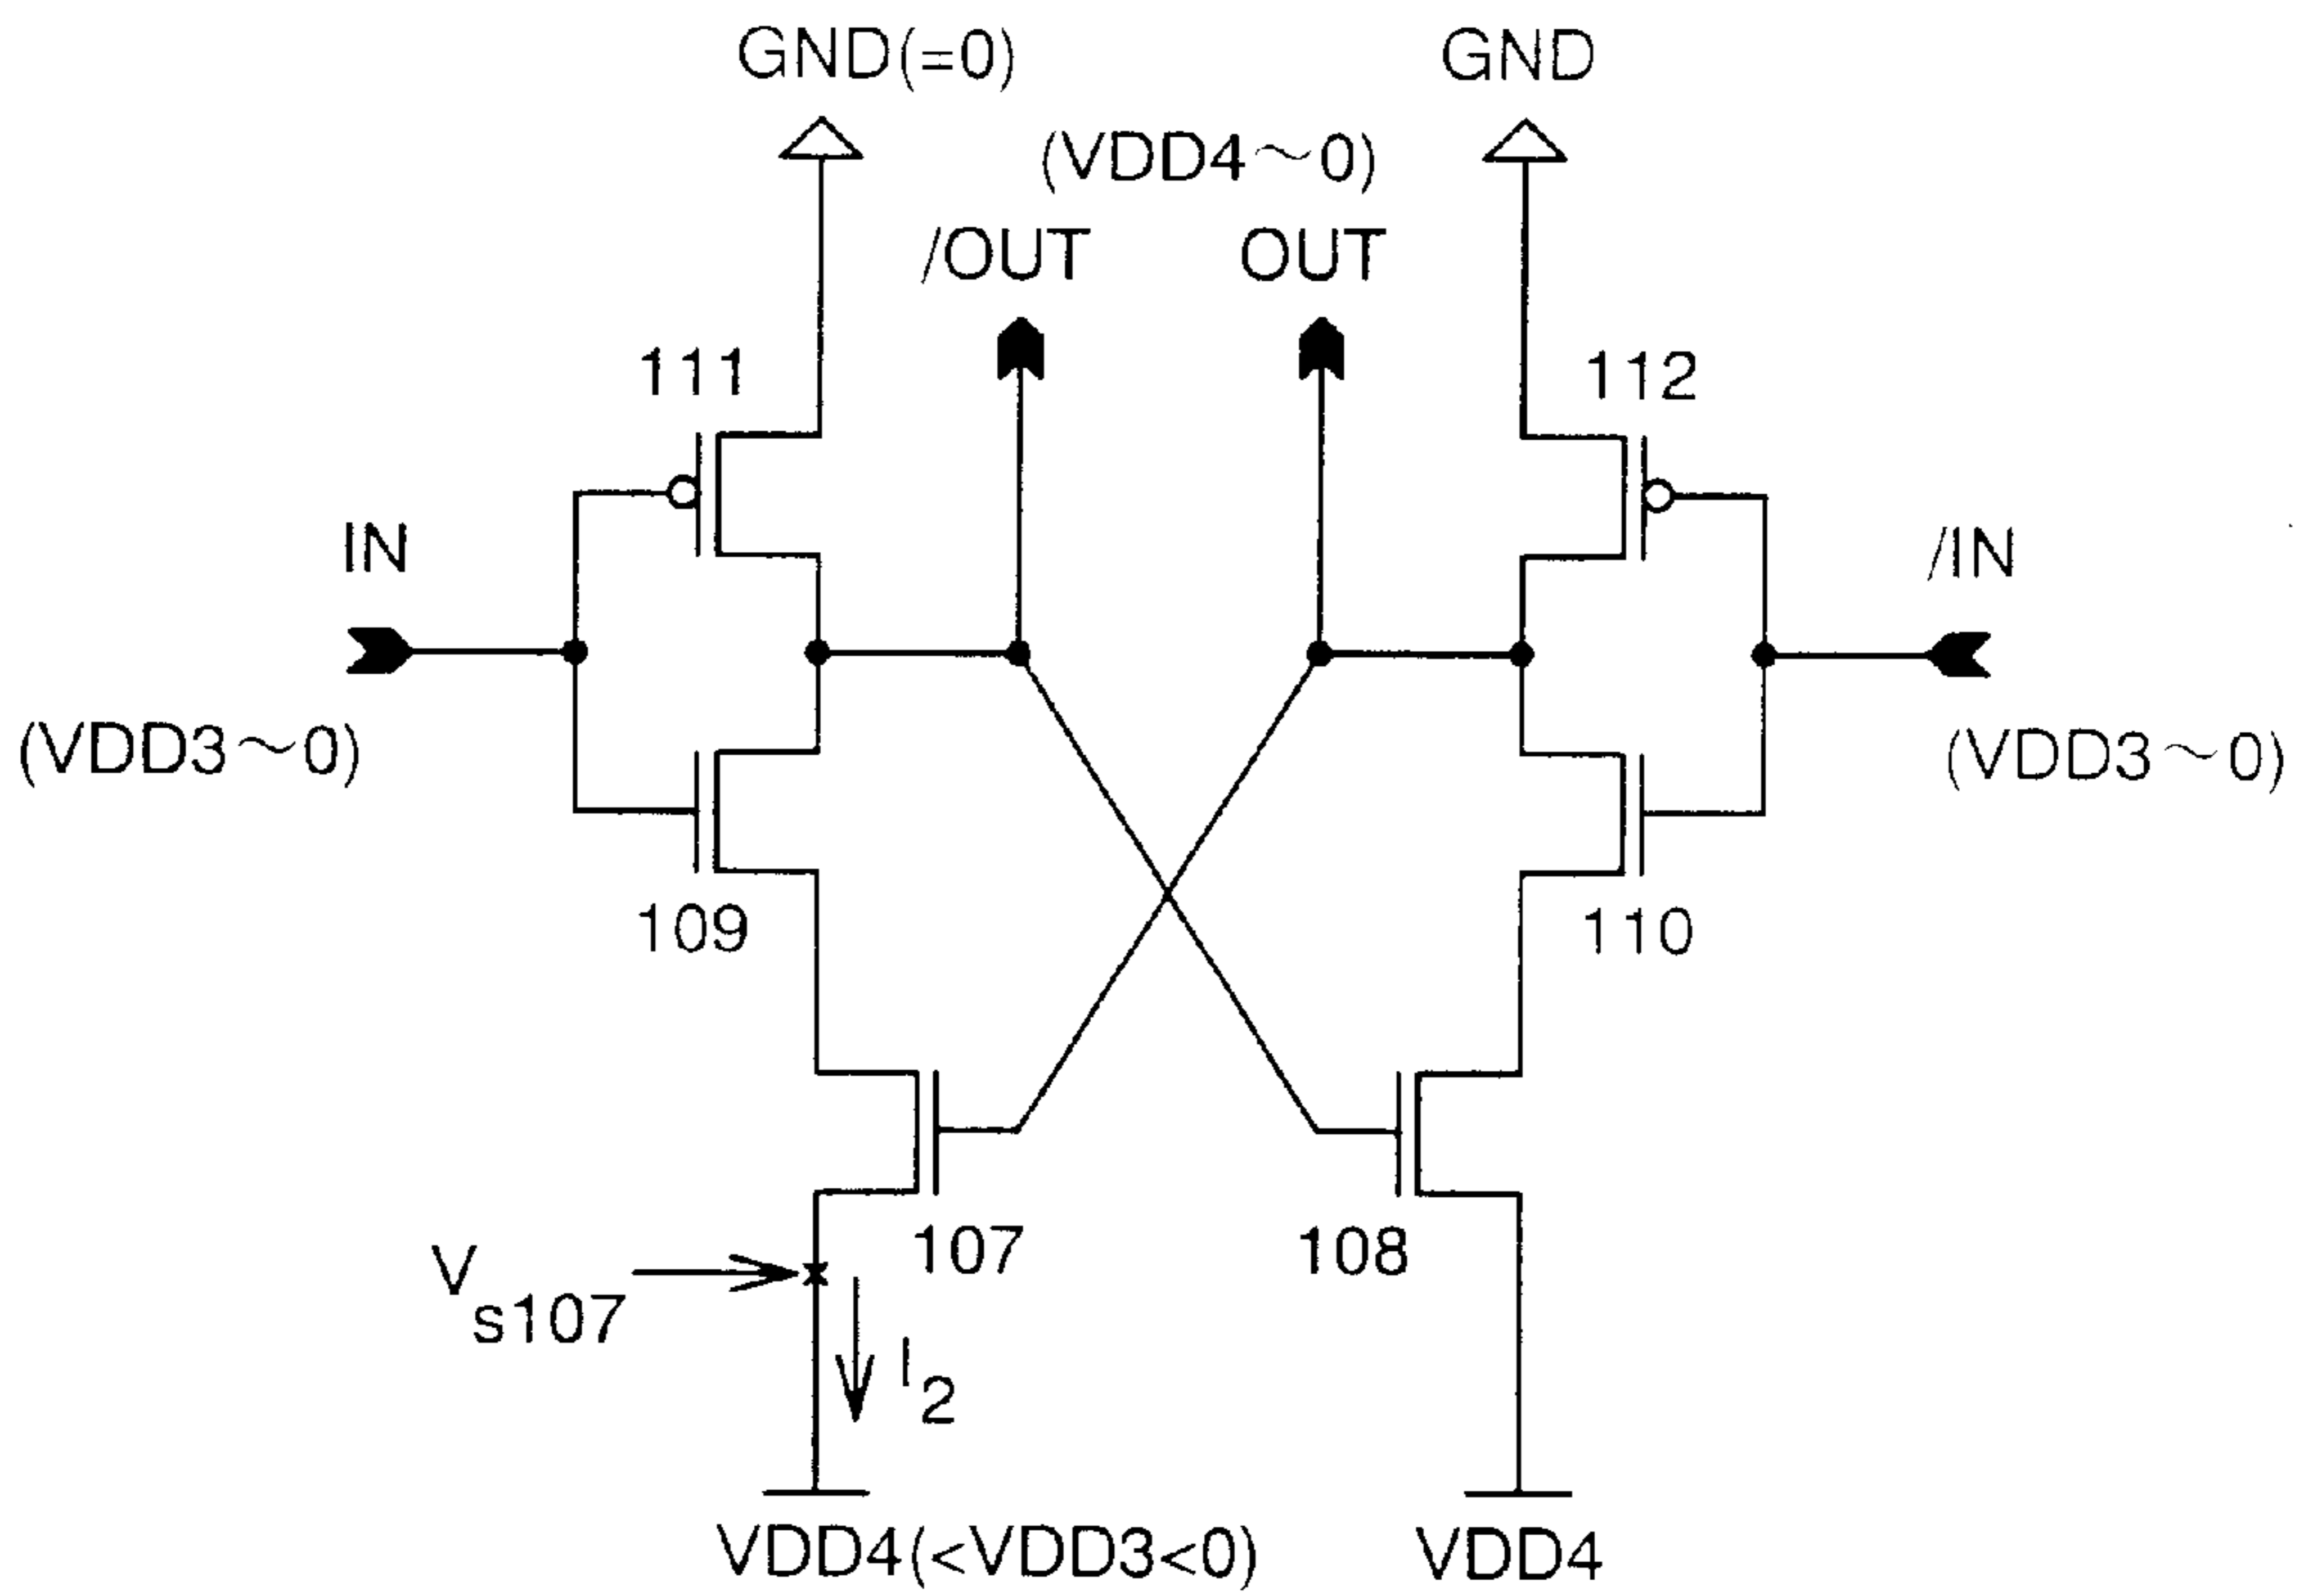 GND(=0)
GND
(VDD4～0)
/OUT
OUT
111
112
IN
/IN
(VDD3～0)
(VDD3～0)
109
110
107
108
Vs107
I2
VDD4(<VDD3<0)
VDD4